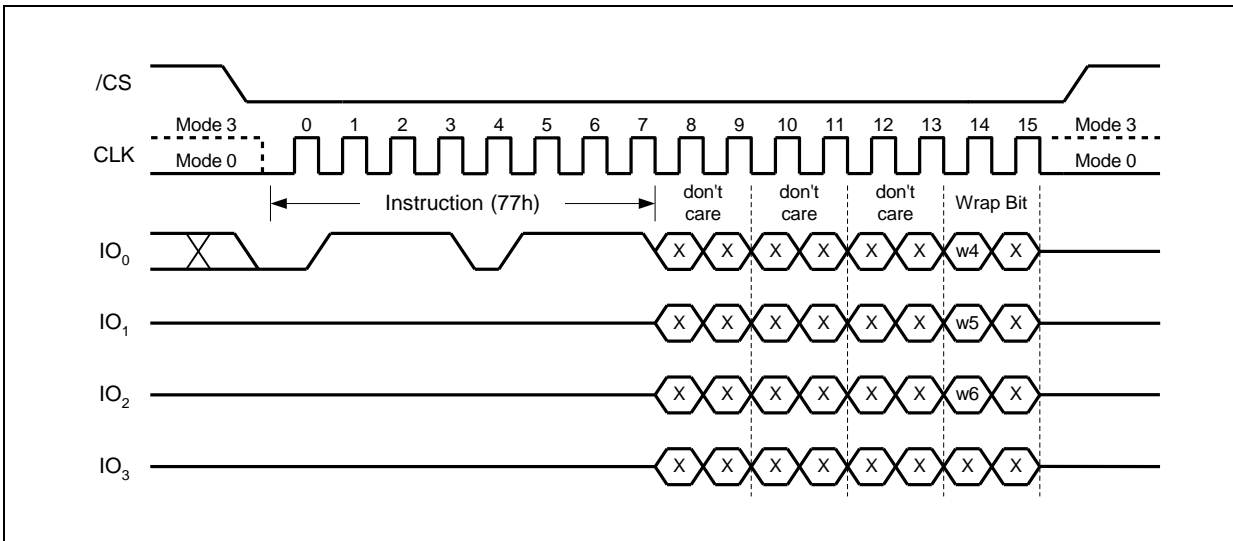 /CS
Mode 3 0 1 2 3 4 5 6 7 8 9 10 11 12 13 14 15 Mode 3
CLK Mode 0 Mode 0
Instruction (77h) don't care don't care don't care Wrap Bit
IO0 X X X X X X w4 X
IO1 X X X X X X w5 X
IO2 X X X X X X w6 X
IO3 X X X X X X X X